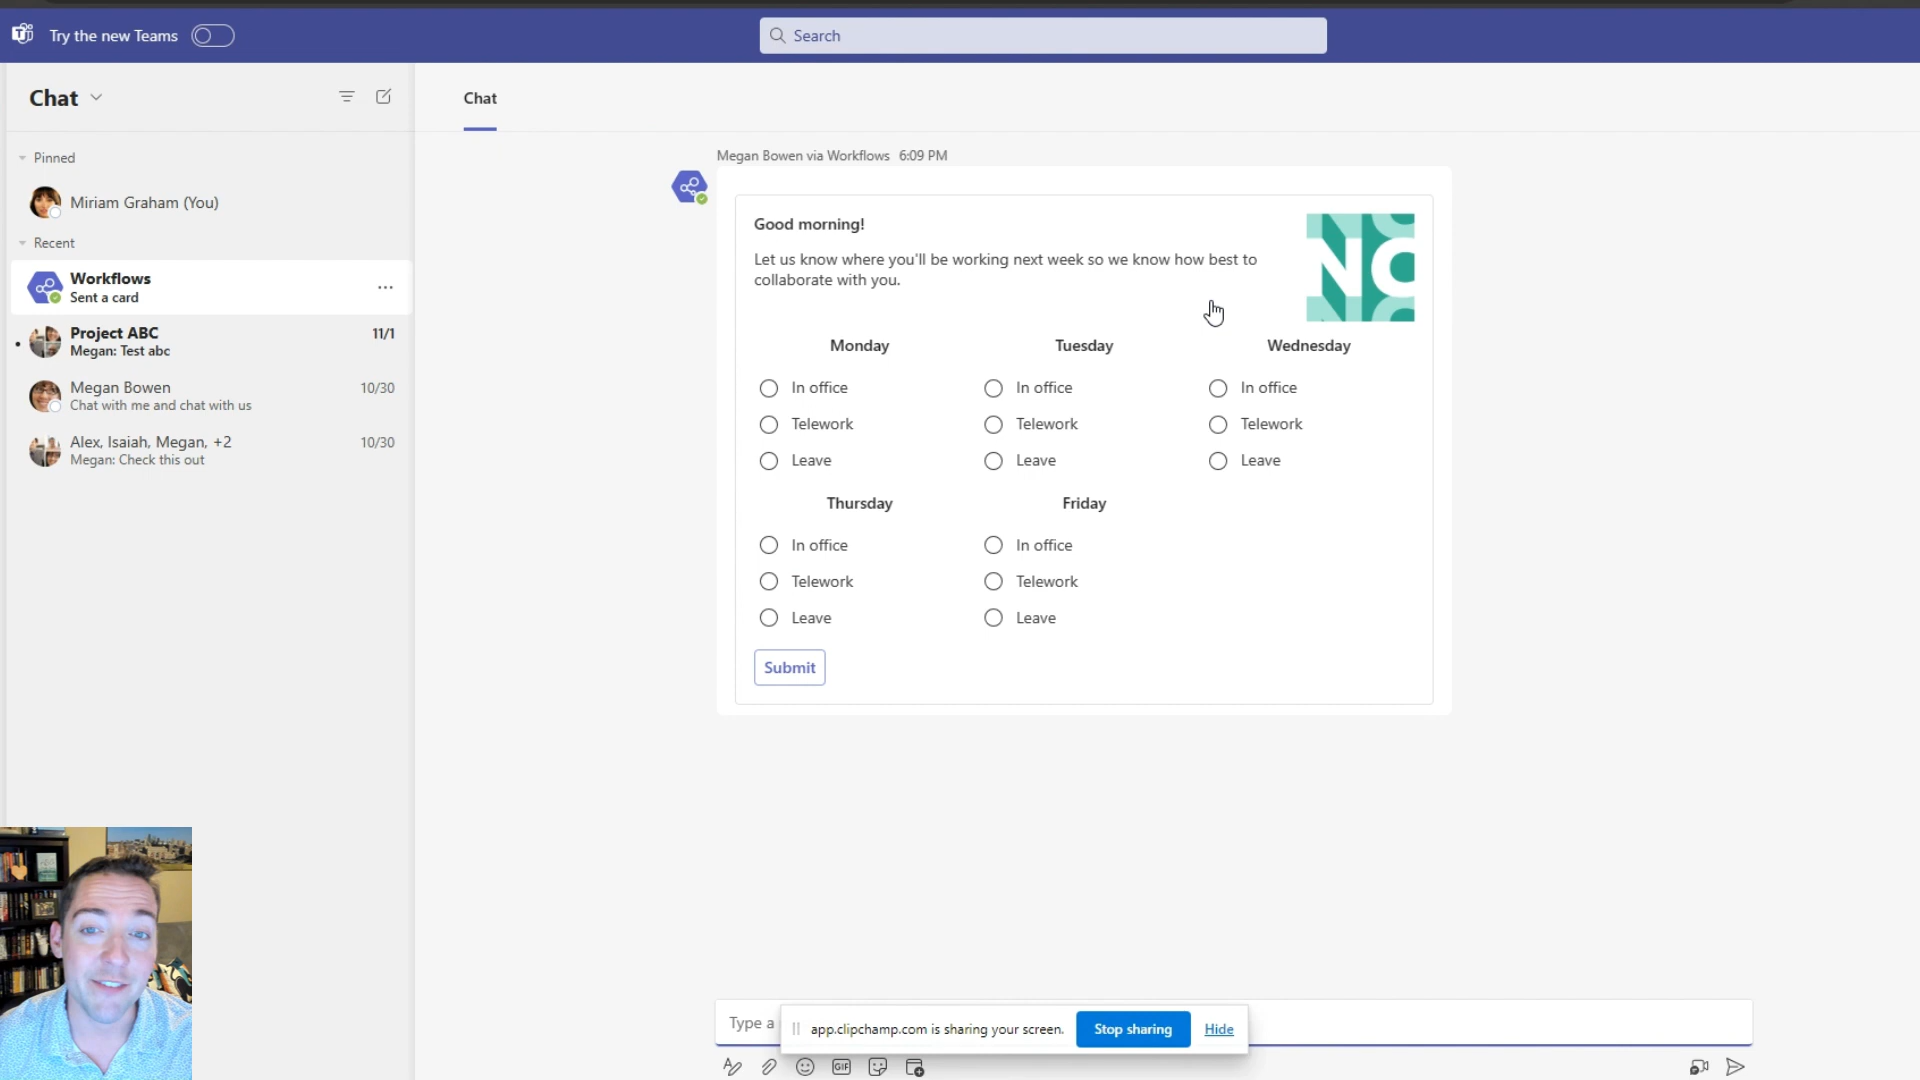 Try the new Teams
Search
Chat
Pinned
Miriam Graham (You)
Recent
Workflows
Sent a card
Project ABC 11/1
Megan: Test abc
Megan Bowen 10/30
Chat with me and chat with us
Alex, Isaiah, Megan, +2 10/30
Megan: Check this out
Chat
Megan Bowen via Workflows 6:09 PM
Good morning!
Let us know where you'll be working next week so we know how best to
collaborate with you.
NC
Monday Tuesday Wednesday
In office In office In office
Telework Telework Telework
Leave Leave Leave
Thursday Friday
In office In office
Telework Telework
Leave Leave
Submit
Type a
app.clipchamp.com is sharing your screen. Stop sharing Hide
GIF